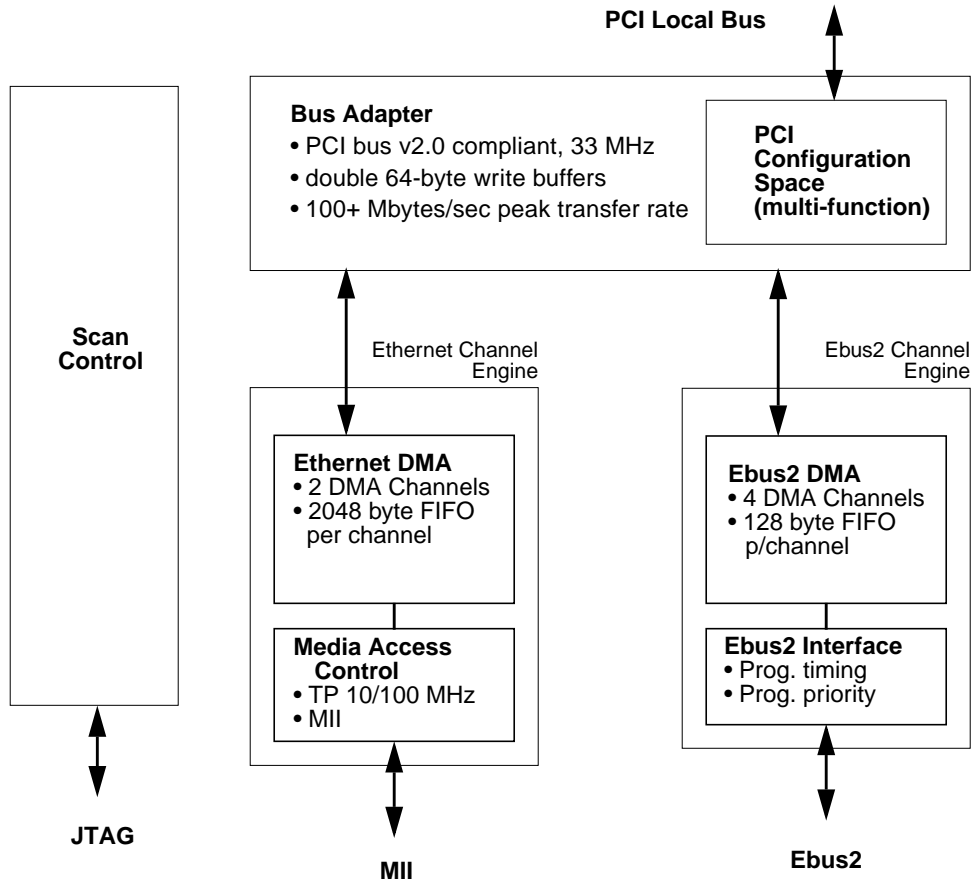 PCI Local Bus
Bus Adapter
• PCI bus v2.0 compliant, 33 MHz
• double 64-byte write buffers
• 100+ Mbytes/sec peak transfer rate
PCI
Configuration
Space
(multi-function)
Scan
Control
Ethernet Channel
Engine
Ebus2 Channel
Engine
Ethernet DMA
• 2 DMA Channels
• 2048 byte FIFO
per channel
Ebus2 DMA
• 4 DMA Channels
• 128 byte FIFO
p/channel
Media Access
Control
• TP 10/100 MHz
• MII
Ebus2 Interface
• Prog. timing
• Prog. priority
JTAG
MII
Ebus2